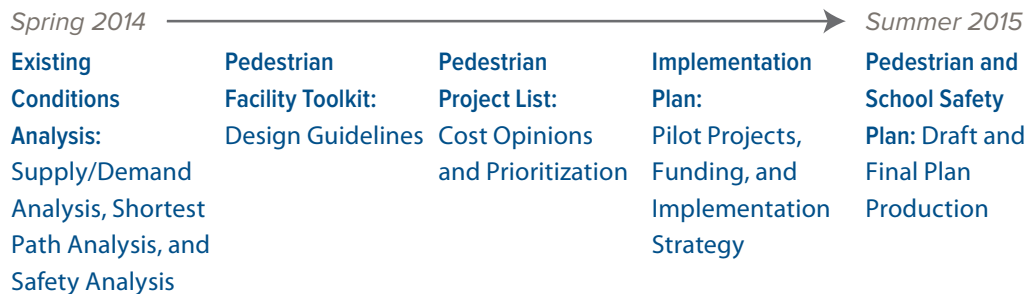 Spring 2014
Summer 2015
Existing
Conditions
Analysis:
Supply/Demand
Analysis, Shortest
Path Analysis, and
Safety Analysis
Pedestrian
Facility Toolkit:
Design Guidelines
Pedestrian
Project List:
Cost Opinions
and Prioritization
Implementation
Plan:
Pilot Projects,
Funding, and
Implementation
Strategy
Pedestrian and
School Safety
Plan: Draft and
Final Plan
Production